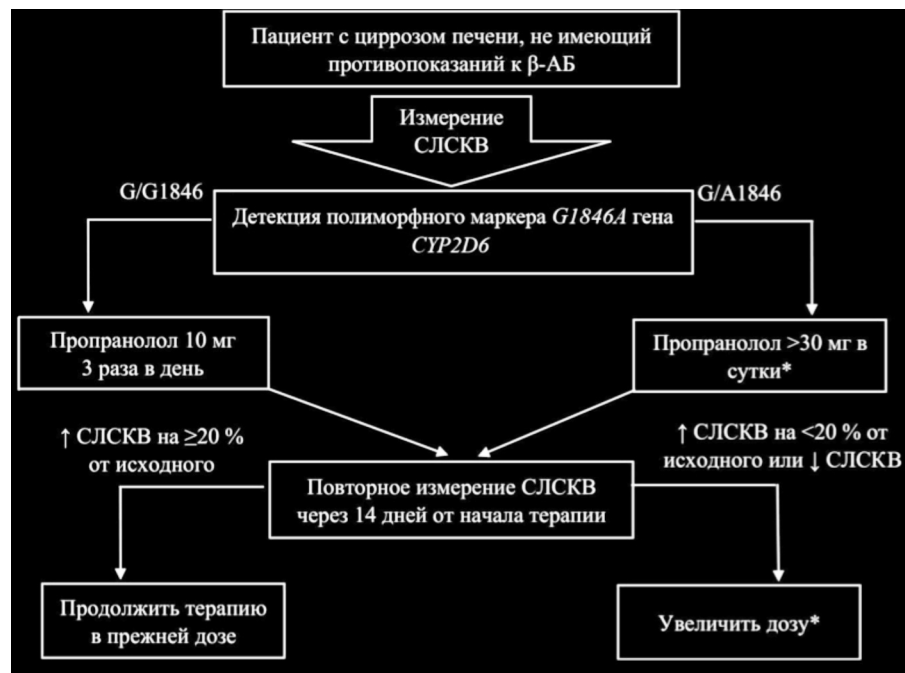 Пациент с циррозом печени, не имеющий
противопоказаний к β-АБ
Измерение
СЛСКВ
G/G1846
G/A1846
Детекция полиморфного маркера G1846A гена
CYP2D6
Пропранолол 10 мг
3 раза в день
Пропранолол >30 мг в
сутки*
↑ СЛСКВ на ≥20 %
от исходного
↑ СЛСКВ на <20 % от
исходного или ↓ СЛСКВ
Повторное измерение СЛСКВ
через 14 дней от начала терапии
Продолжить терапию
в прежней дозе
Увеличить дозу*